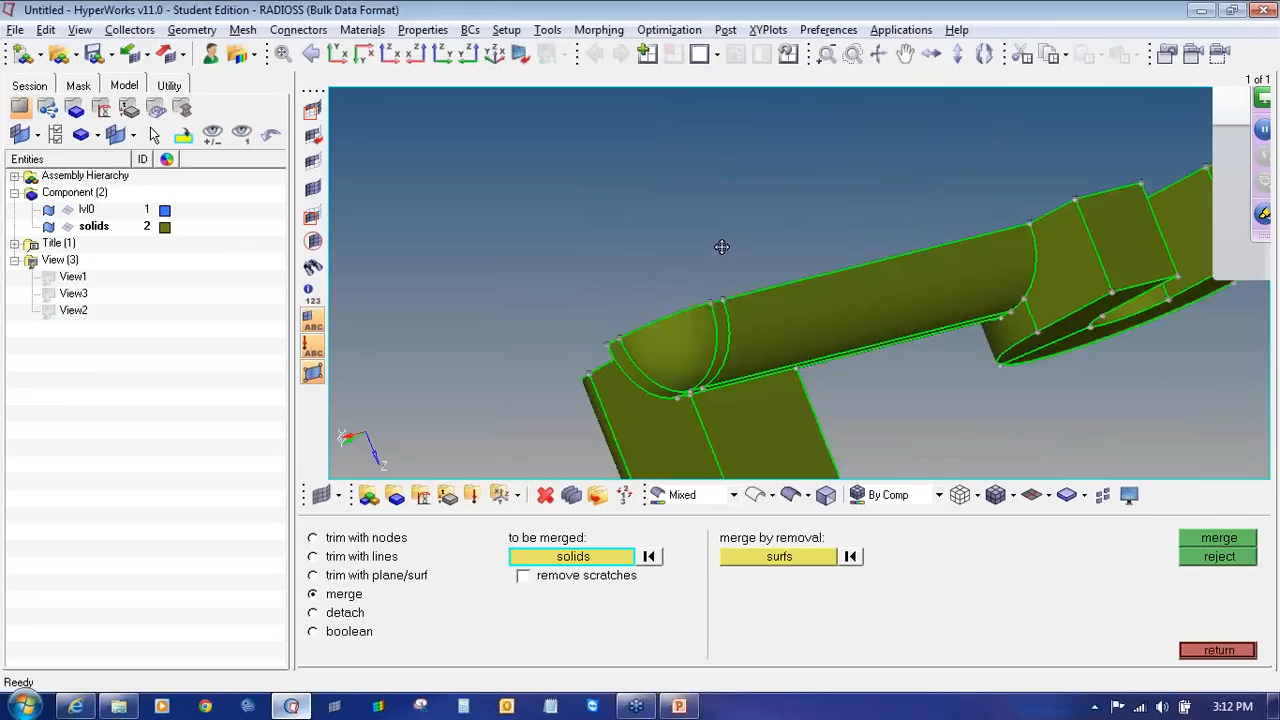 Untitled - HyperWorks v11.0 - Student Edition - RADIOSS (Bulk Data Format)
File Edit View Collectors Geometry Mesh Connectors Materials Properties BCs Setup Tools Morphing Optimization Post XYPlots Preferences Applications Help
Session Mask Model Utility
1 of 1
Entities ID
Assembly Hierarchy
Component (2)
lvl0 1
solids 2
Title (1)
View (3)
View1
View3
View2
123
ABC
ABC
Y
Z
Mixed By Comp
trim with nodes to be merged: merge by removal: merge
trim with lines solids surfs reject
trim with plane/surf remove scratches
merge
detach
boolean
return
Ready
3:12 PM